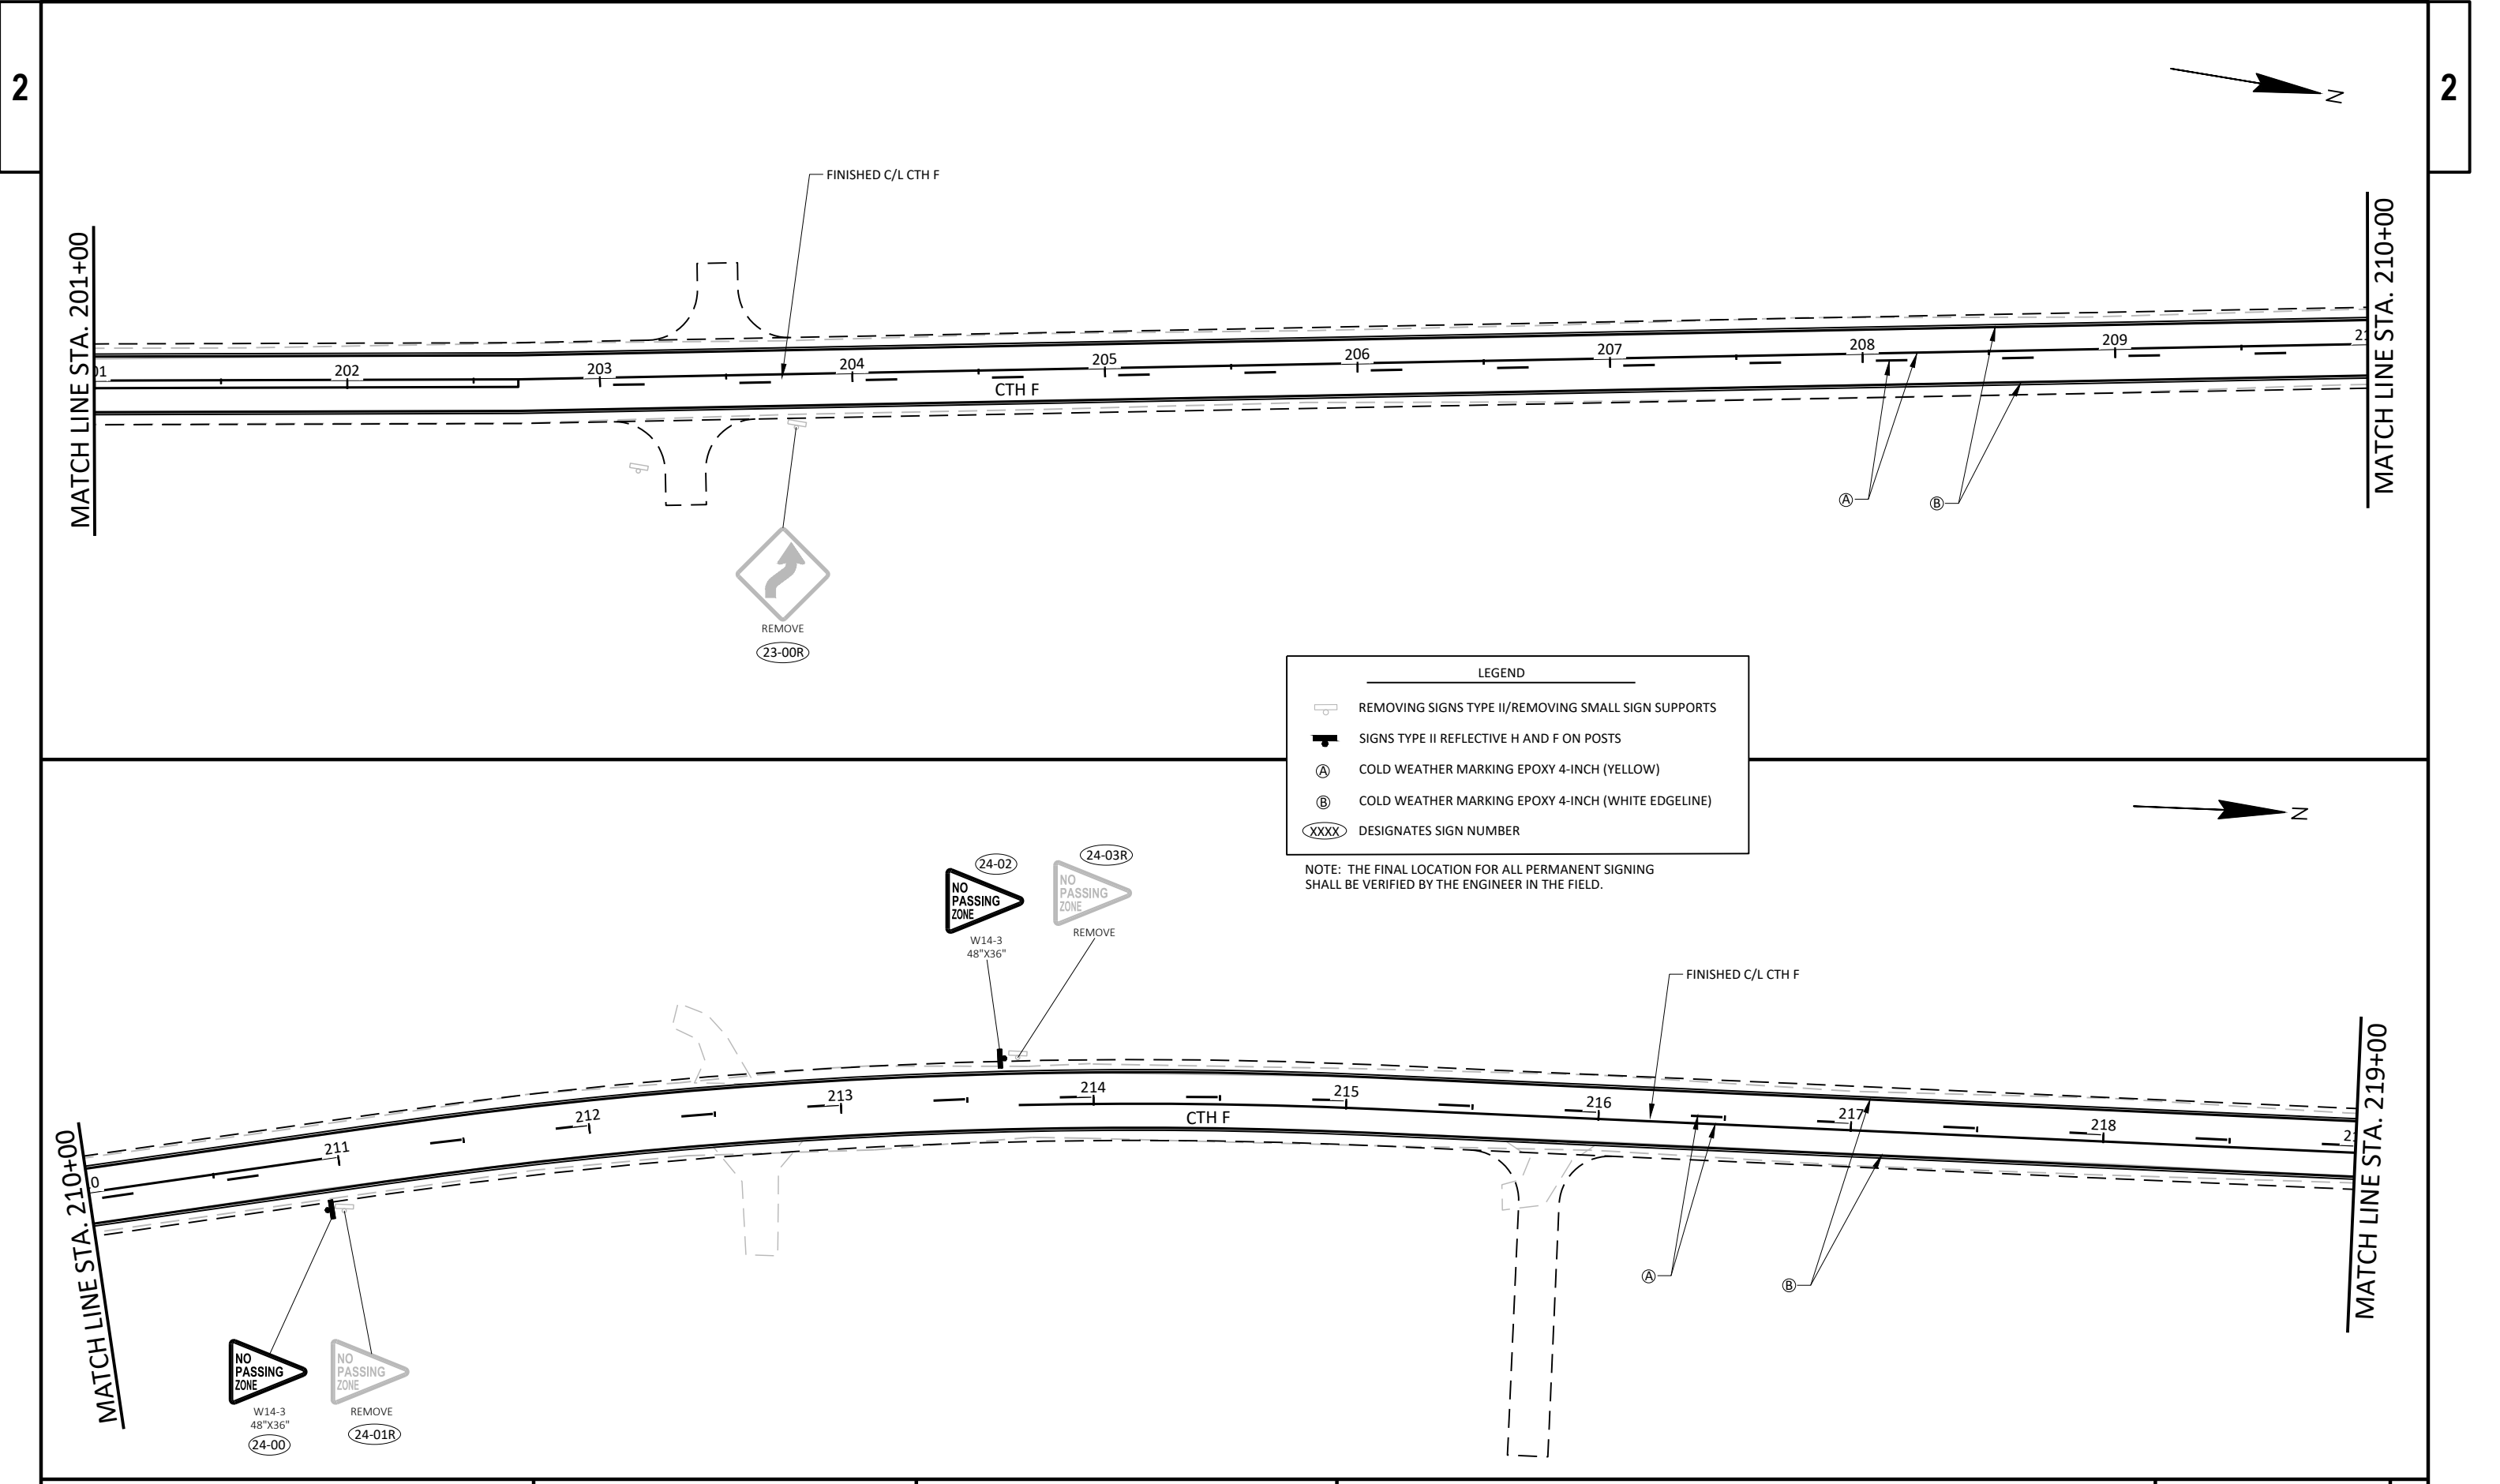 2
2
N
FINISHED C/L CTH F
MATCH LINE STA. 201+00
MATCH LINE STA. 210+00
01
202
203
204
205
206
207
208
209
21
CTH F
A
B
REMOVE
23-00R
LEGEND
REMOVING SIGNS TYPE II/REMOVING SMALL SIGN SUPPORTS
SIGNS TYPE II REFLECTIVE H AND F ON POSTS
A COLD WEATHER MARKING EPOXY 4-INCH (YELLOW)
B COLD WEATHER MARKING EPOXY 4-INCH (WHITE EDGELINE)
XXXX DESIGNATES SIGN NUMBER
NOTE: THE FINAL LOCATION FOR ALL PERMANENT SIGNING
SHALL BE VERIFIED BY THE ENGINEER IN THE FIELD.
N
24-02
NO
PASSING
ZONE
W14-3
48"X36"
24-03R
NO
PASSING
ZONE
REMOVE
FINISHED C/L CTH F
MATCH LINE STA. 210+00
MATCH LINE STA. 219+00
0
211
212
213
214
215
216
217
218
21
CTH F
A
B
NO
PASSING
ZONE
W14-3
48"X36"
24-00
NO
PASSING
ZONE
REMOVE
24-01R